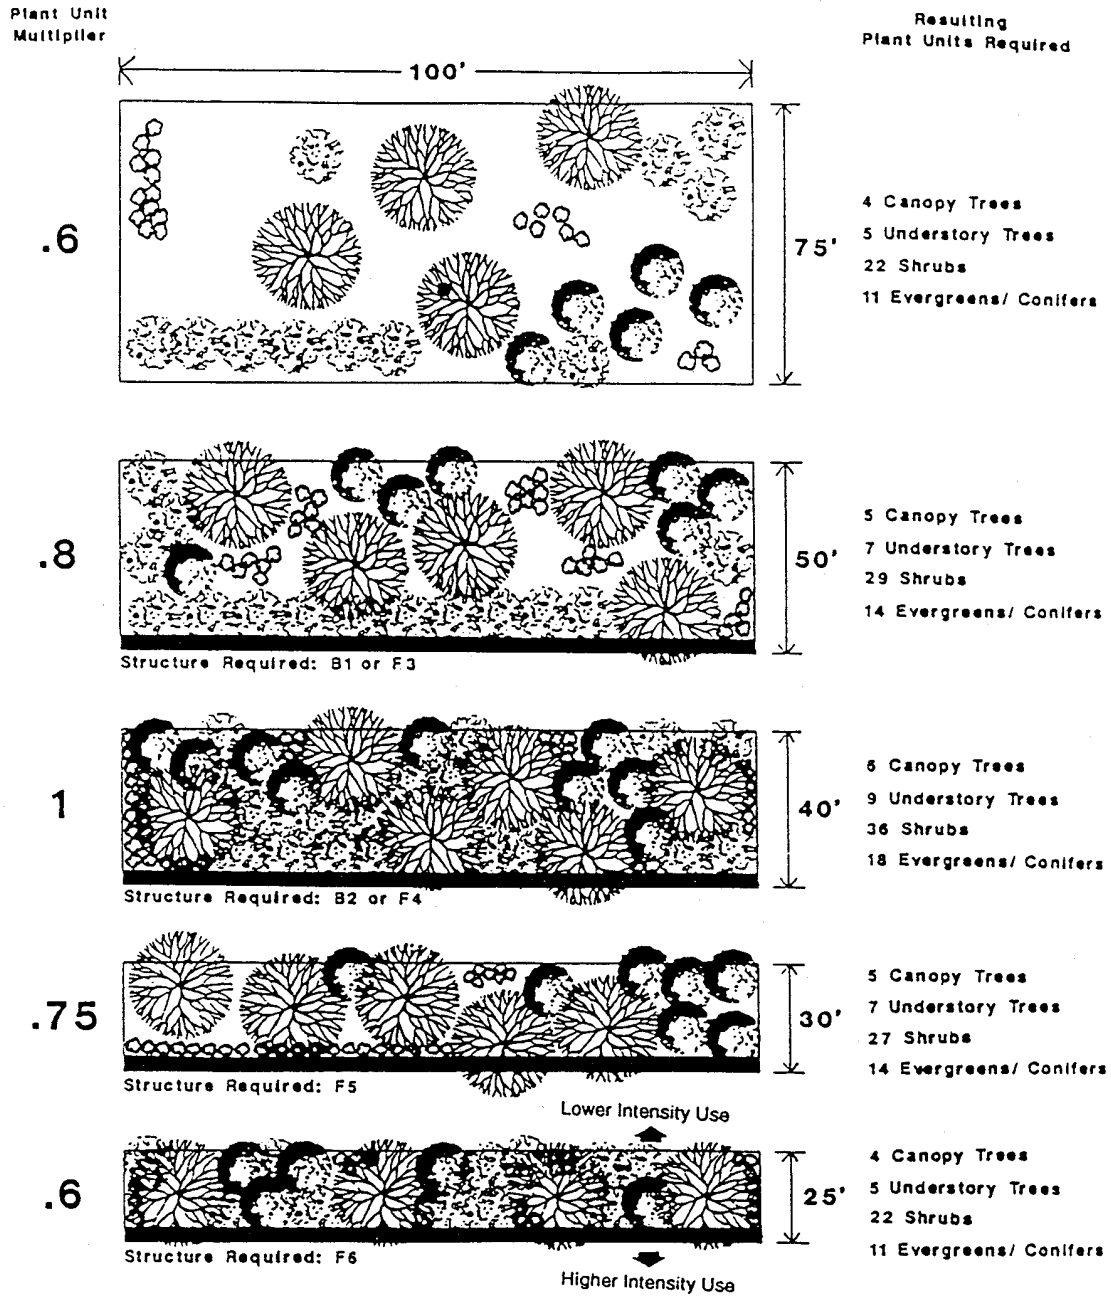 Plant Unit
Multiplier
Resulting
Plant Units Required
100'
.6
75'
4 Canopy Trees
5 Understory Trees
22 Shrubs
11 Evergreens/ Conifers
.8
50'
5 Canopy Trees
7 Understory Trees
29 Shrubs
14 Evergreens/ Conifers
Structure Required: B1 or F3
1
40'
6 Canopy Trees
9 Understory Trees
36 Shrubs
18 Evergreens/ Conifers
Structure Required: B2 or F4
.75
30'
5 Canopy Trees
7 Understory Trees
27 Shrubs
14 Evergreens/ Conifers
Structure Required: F5
Lower Intensity Use
.6
25'
4 Canopy Trees
5 Understory Trees
22 Shrubs
11 Evergreens/ Conifers
Structure Required: F6
Higher Intensity Use